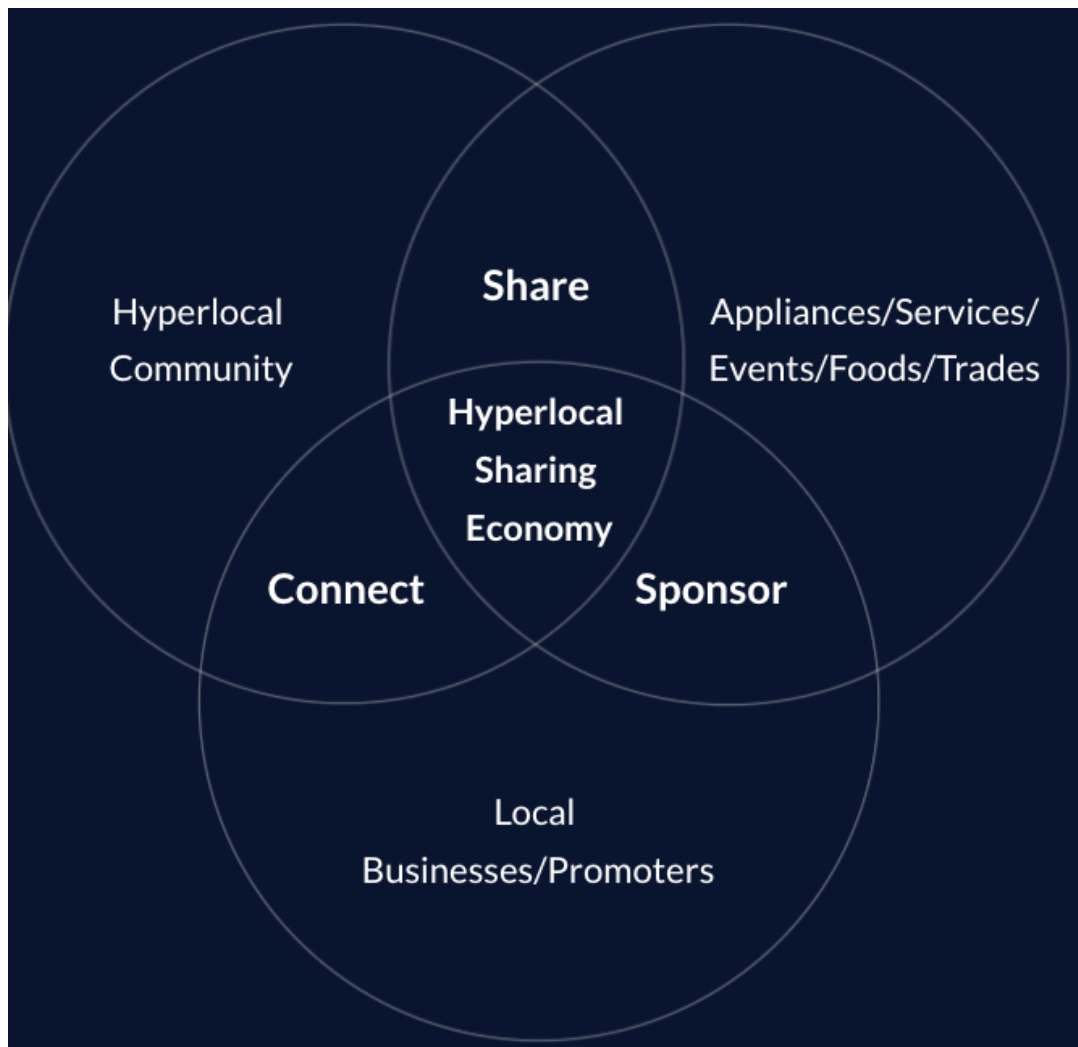 Share
Hyperlocal
Community
Appliances/Services/
Events/Foods/Trades
Hyperlocal
Sharing
Economy
Connect
Sponsor
Local
Businesses/Promoters